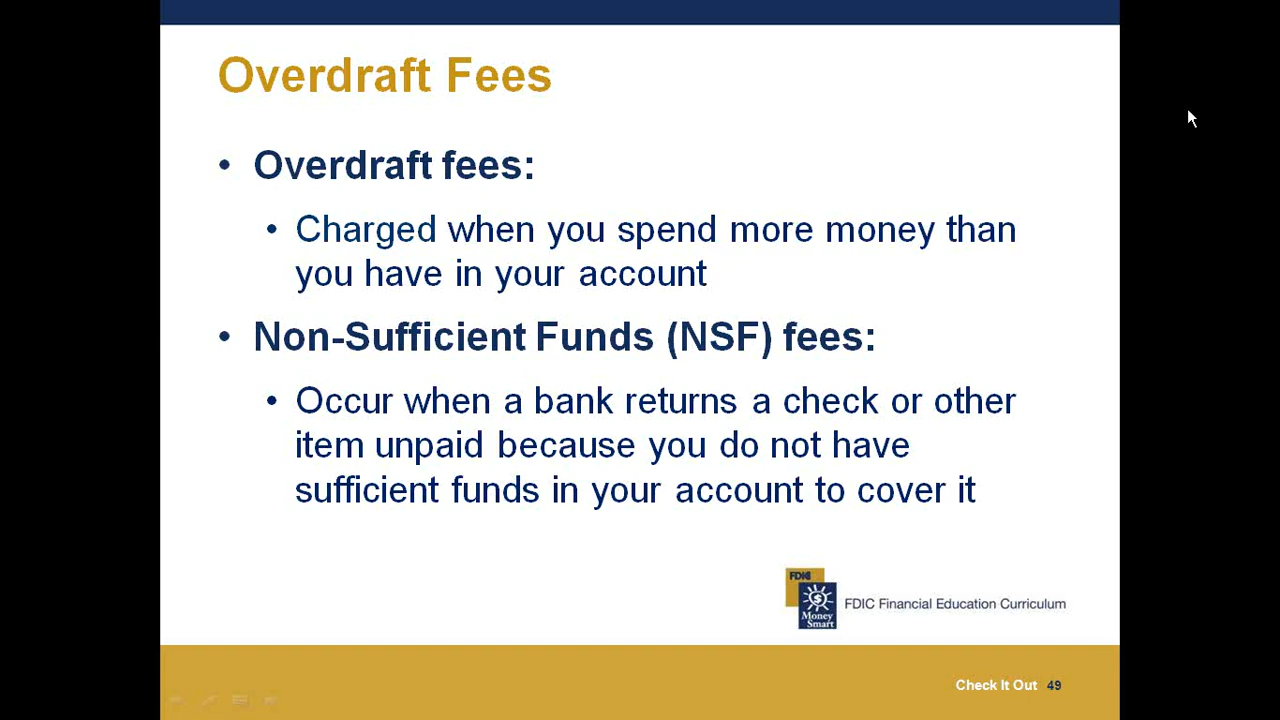 Overdraft Fees
• Overdraft fees:
• Charged when you spend more money than
you have in your account
• Non-Sufficient Funds (NSF) fees:
• Occur when a bank returns a check or other
item unpaid because you do not have
sufficient funds in your account to cover it
FDIC
$
Money
Smart
FDIC Financial Education Curriculum
Check It Out 49